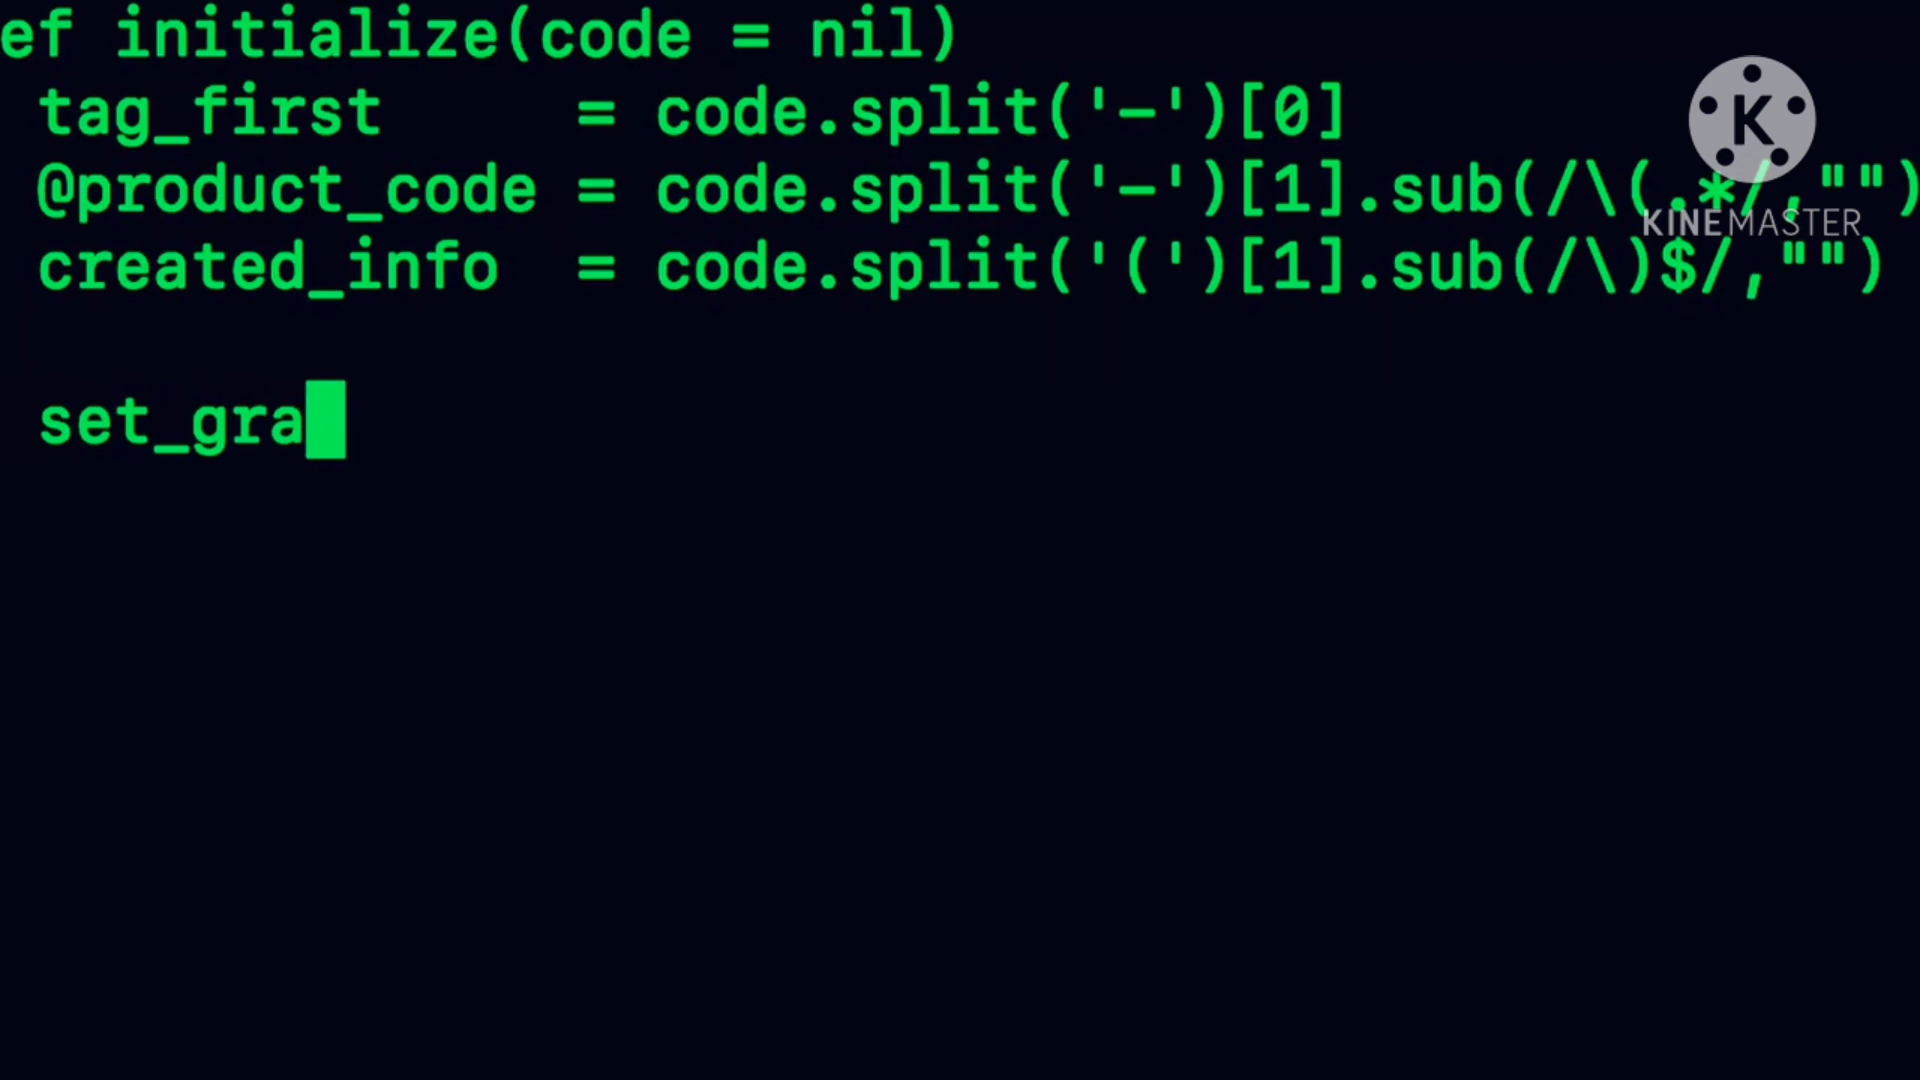 ef initialize(code = nil)
tag_first = code.split('-')[0]
@product_code = code.split('-')[1].sub(/\(.*/,"")
created_info = code.split('(')[1].sub(/\)$/,"")
set_gra
K
KINEMASTER